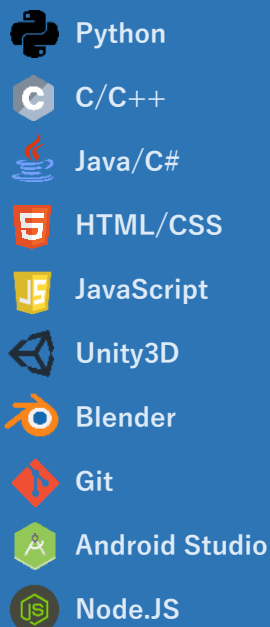 Python
C/C++
Java/C#
HTML/CSS
JavaScript
Unity3D
Blender
Git
Android Studio
Node.JS